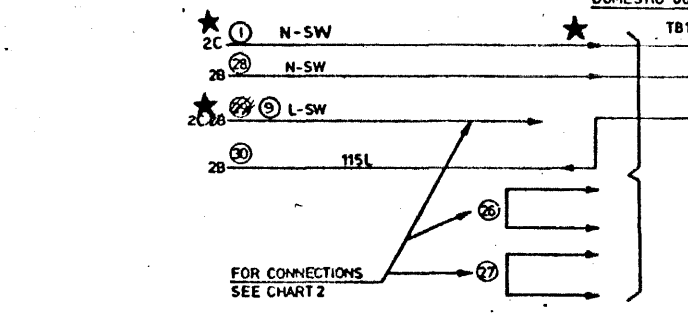 TB1
1 N-SW
2C
28 N-SW
2B
9 L-SW
2C 2B
30
2B 115L
26
27
FOR CONNECTIONS
SEE CHART 2